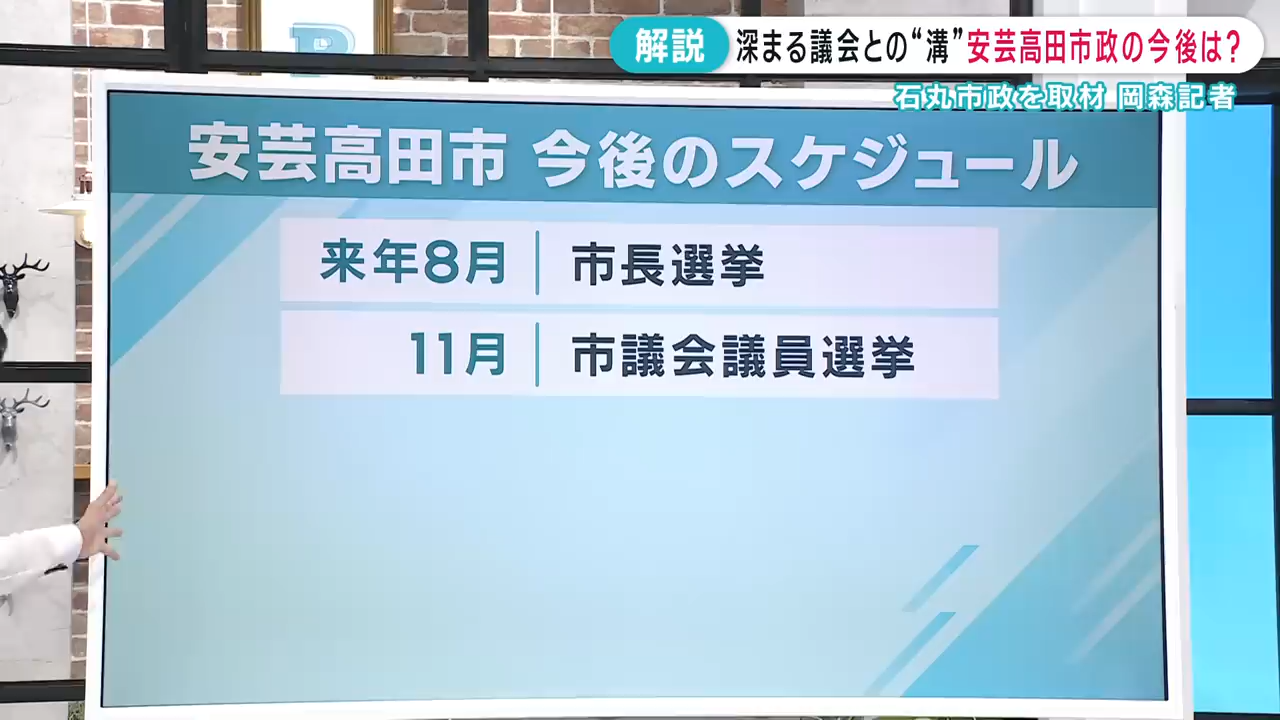 解説 深まる議会との“溝”安芸高田市政の今後は?
石丸市政を取材 岡森記者
安芸高田市 今後のスケジュール
来年8月 市長選挙
11月 市議会議員選挙